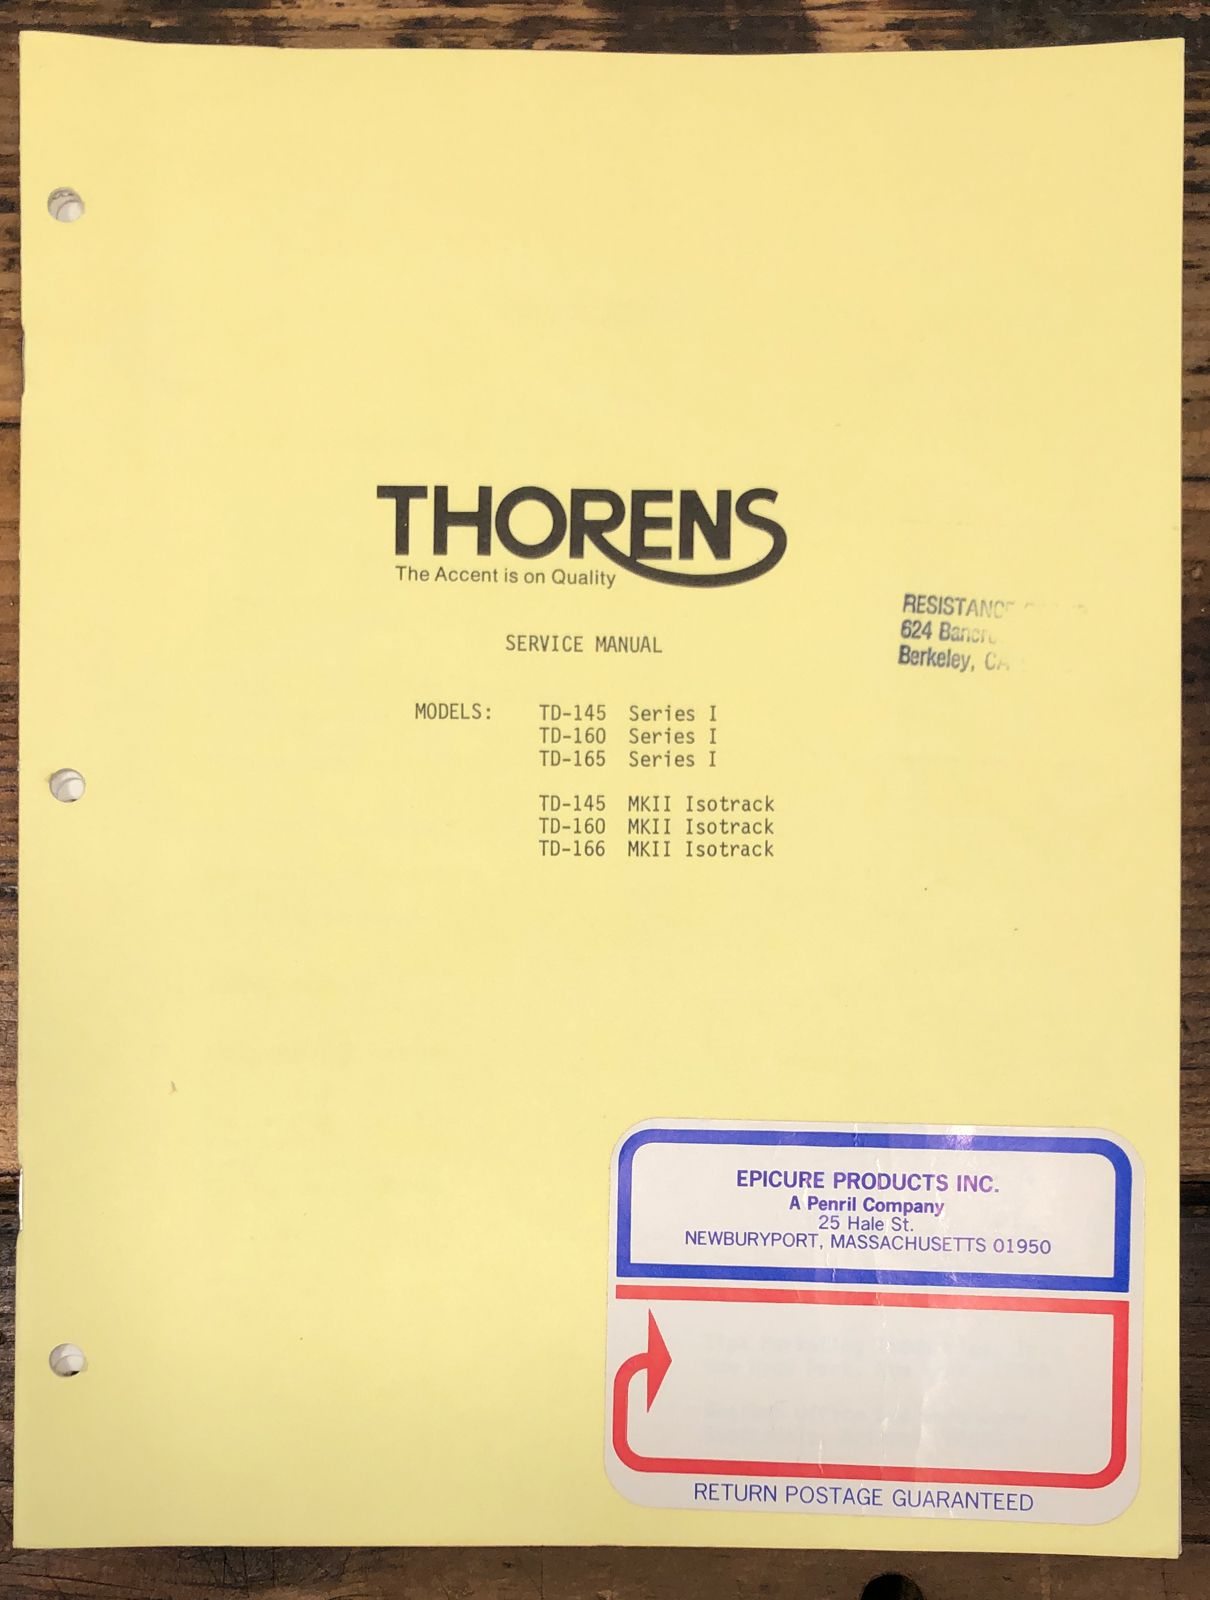 THORENS
The Accent is on Quality
SERVICE MANUAL
RESISTANCE
624
Berkeley, CA
MODELS: TD-145 Series I
TD-160 Series I
TD-165 Series I
TD-145 MKII Isotrack
TD-160 MKII Isotrack
TD-166 MKII Isotrack
EPICURE PRODUCTS INC.
A Penril Company
25 Hale St.
NEWBURYPORT, MASSACHUSETTS 01950
RETURN POSTAGE GUARANTEED